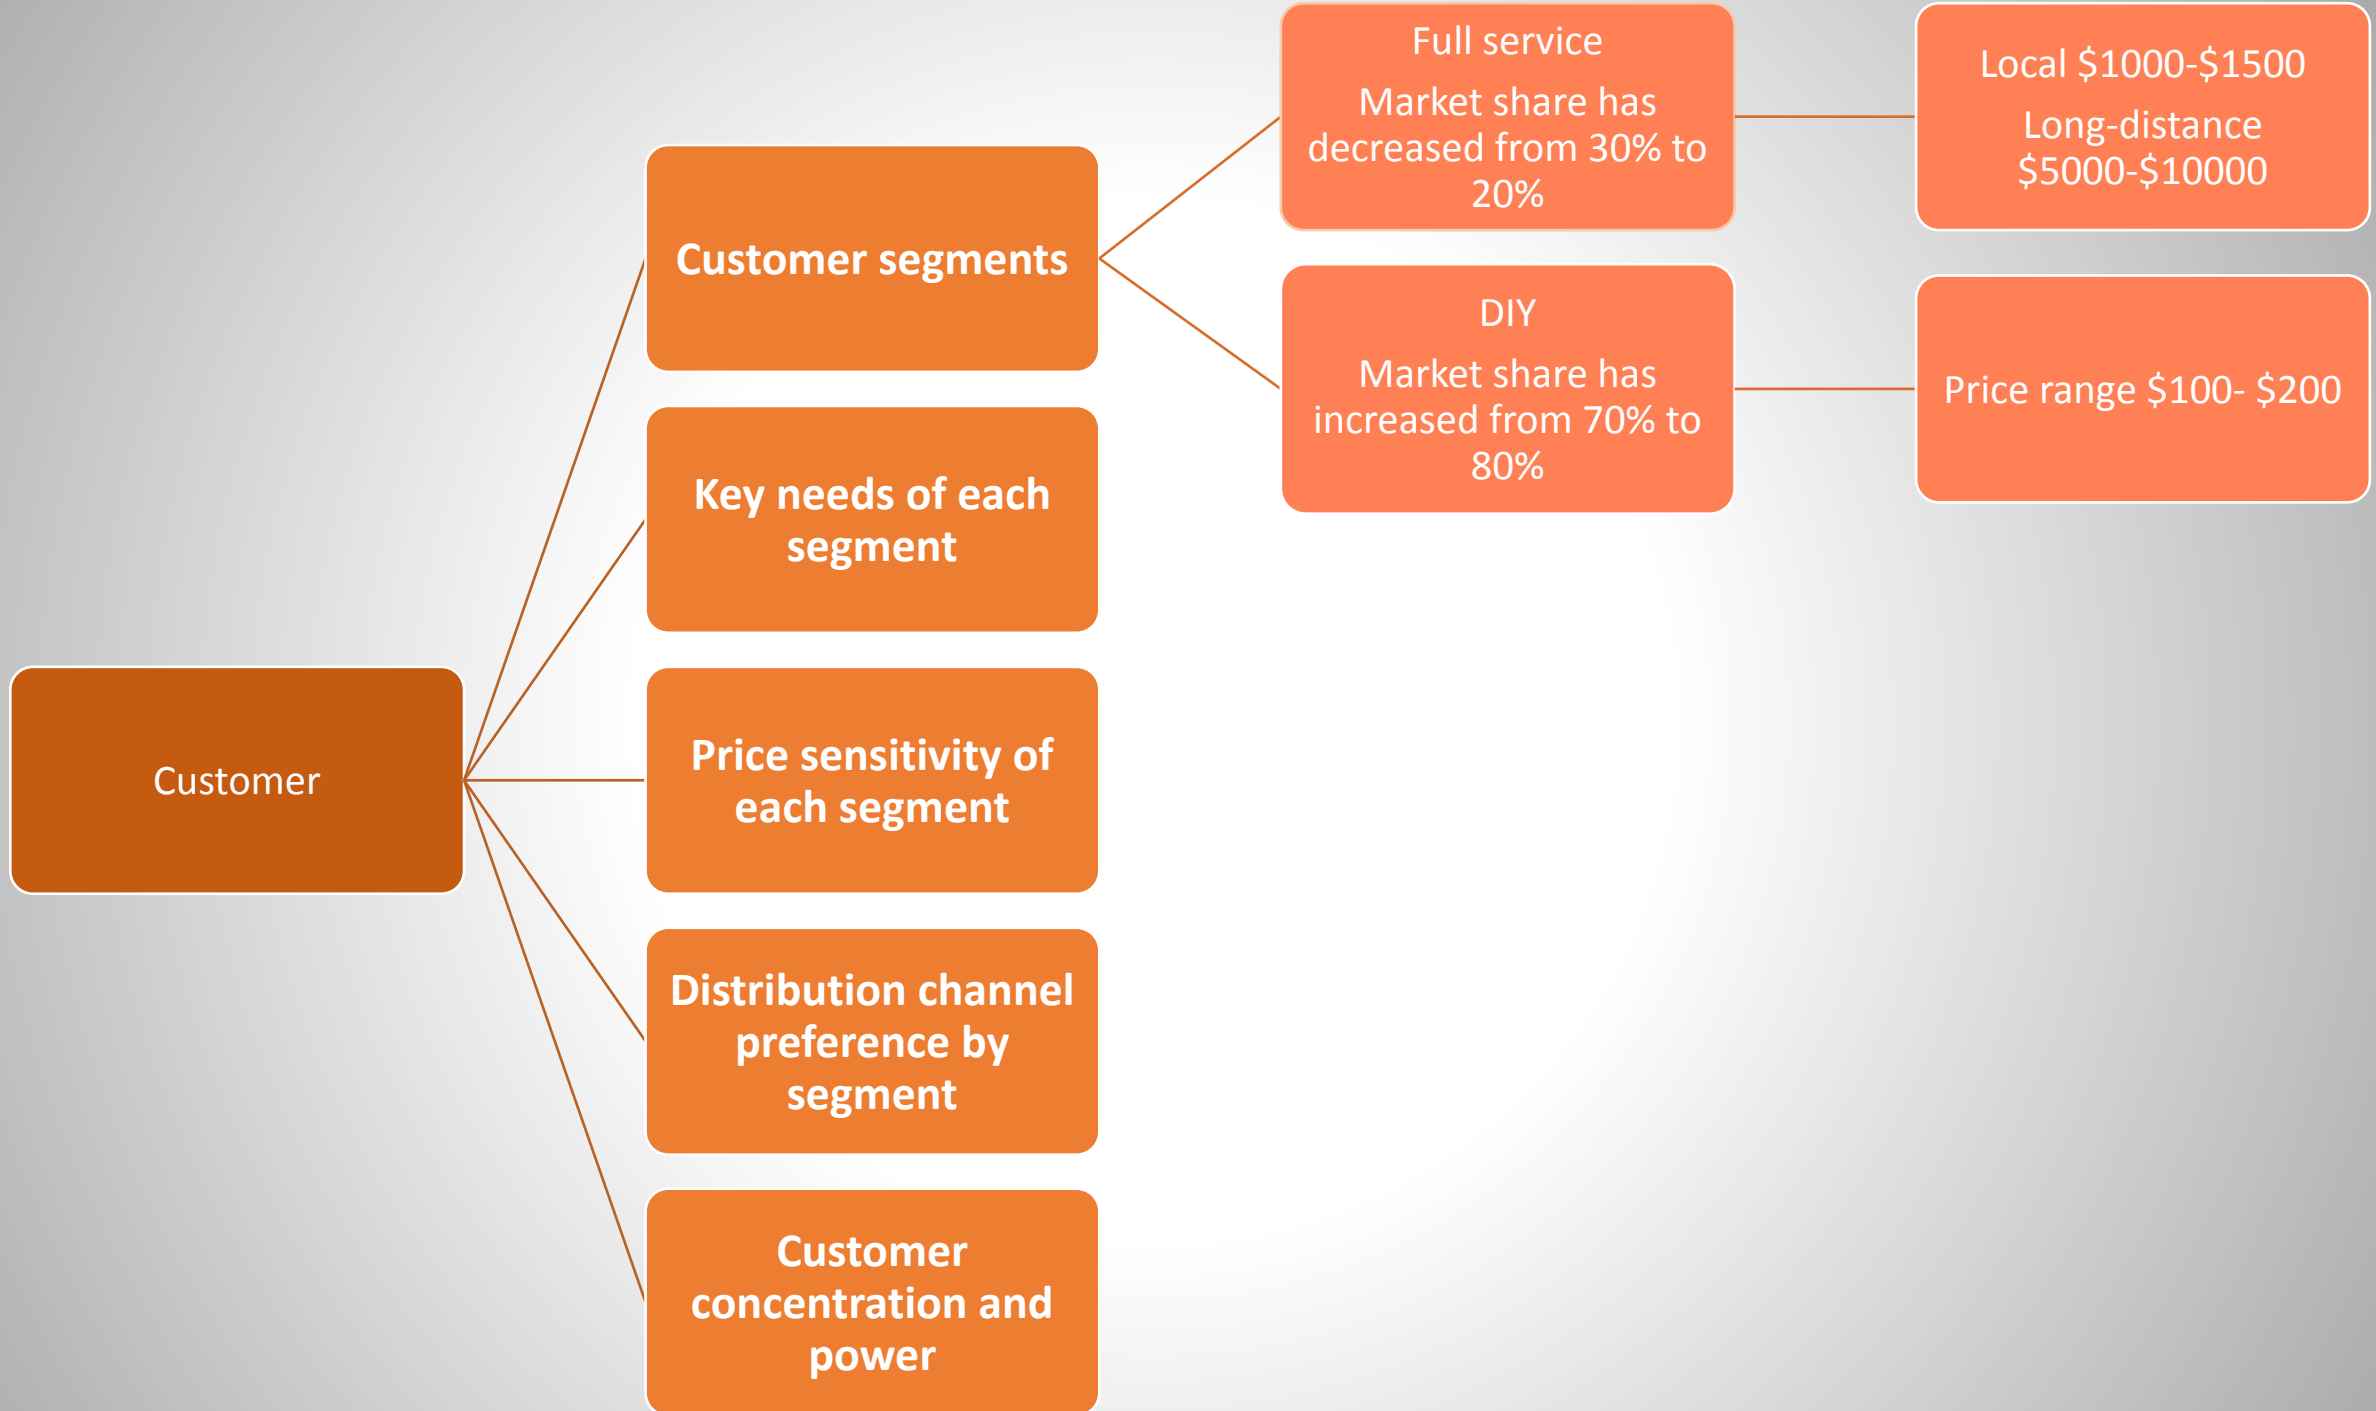 Customer
Customer segments
Full service
Market share has
decreased from 30% to
20%
Local $1000-$1500
Long-distance
$5000-$10000
DIY
Market share has
increased from 70% to
80%
Price range $100- $200
Key needs of each
segment
Price sensitivity of
each segment
Distribution channel
preference by
segment
Customer
concentration and
power